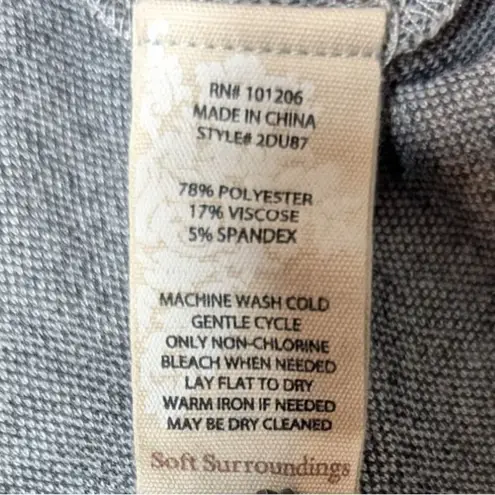 RN# 101206
MADE IN CHINA
STYLE# 2DU87
78% POLYESTER
17% VISCOSE
5% SPANDEX
MACHINE WASH COLD
GENTLE CYCLE
ONLY NON-CHLORINE
BLEACH WHEN NEEDED
LAY FLAT TO DRY
WARM IRON IF NEEDED
MAY BE DRY CLEANED
Soft Surroundings